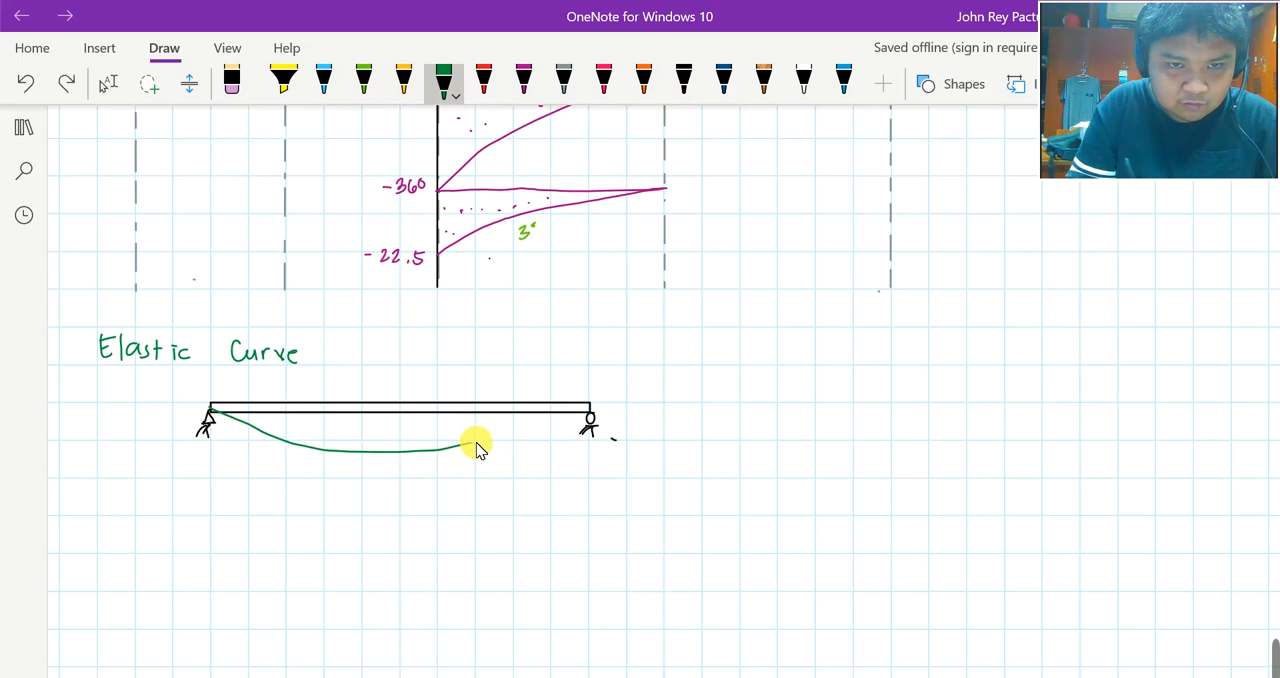 OneNote for Windows 10
John Rey Pactu
Home Insert Draw View Help
Saved offline (sign in require
Shapes
-360
3°
-22.5
Elastic Curve